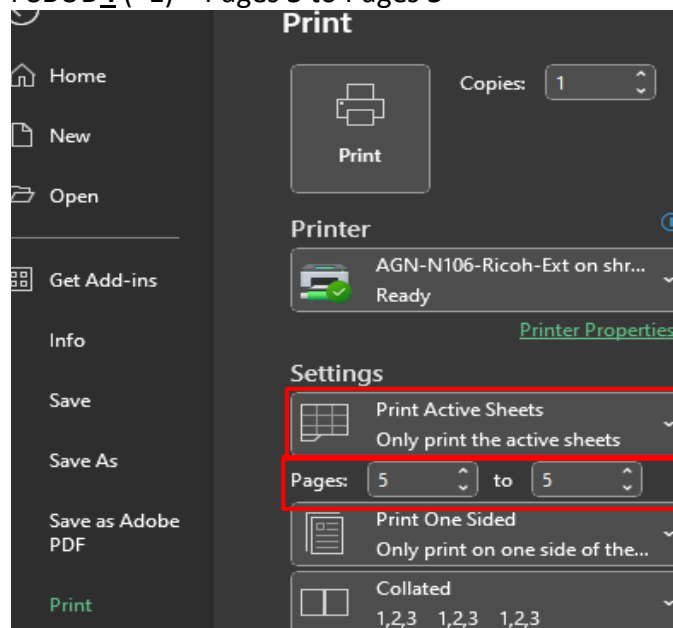 Print
Home
Copies: 1
New
Print
Open
Printer
AGN-N106-Ricoh-Ext on shr...
Get Add-ins
Ready
Printer Properties
Info
Settings
Save
Print Active Sheets
Only print the active sheets
Save As
Pages: 5 to 5
Save as Adobe
PDF
Print One Sided
Only print on one side of the...
Collated
Print
1,2,3 1,2,3 1,2,3